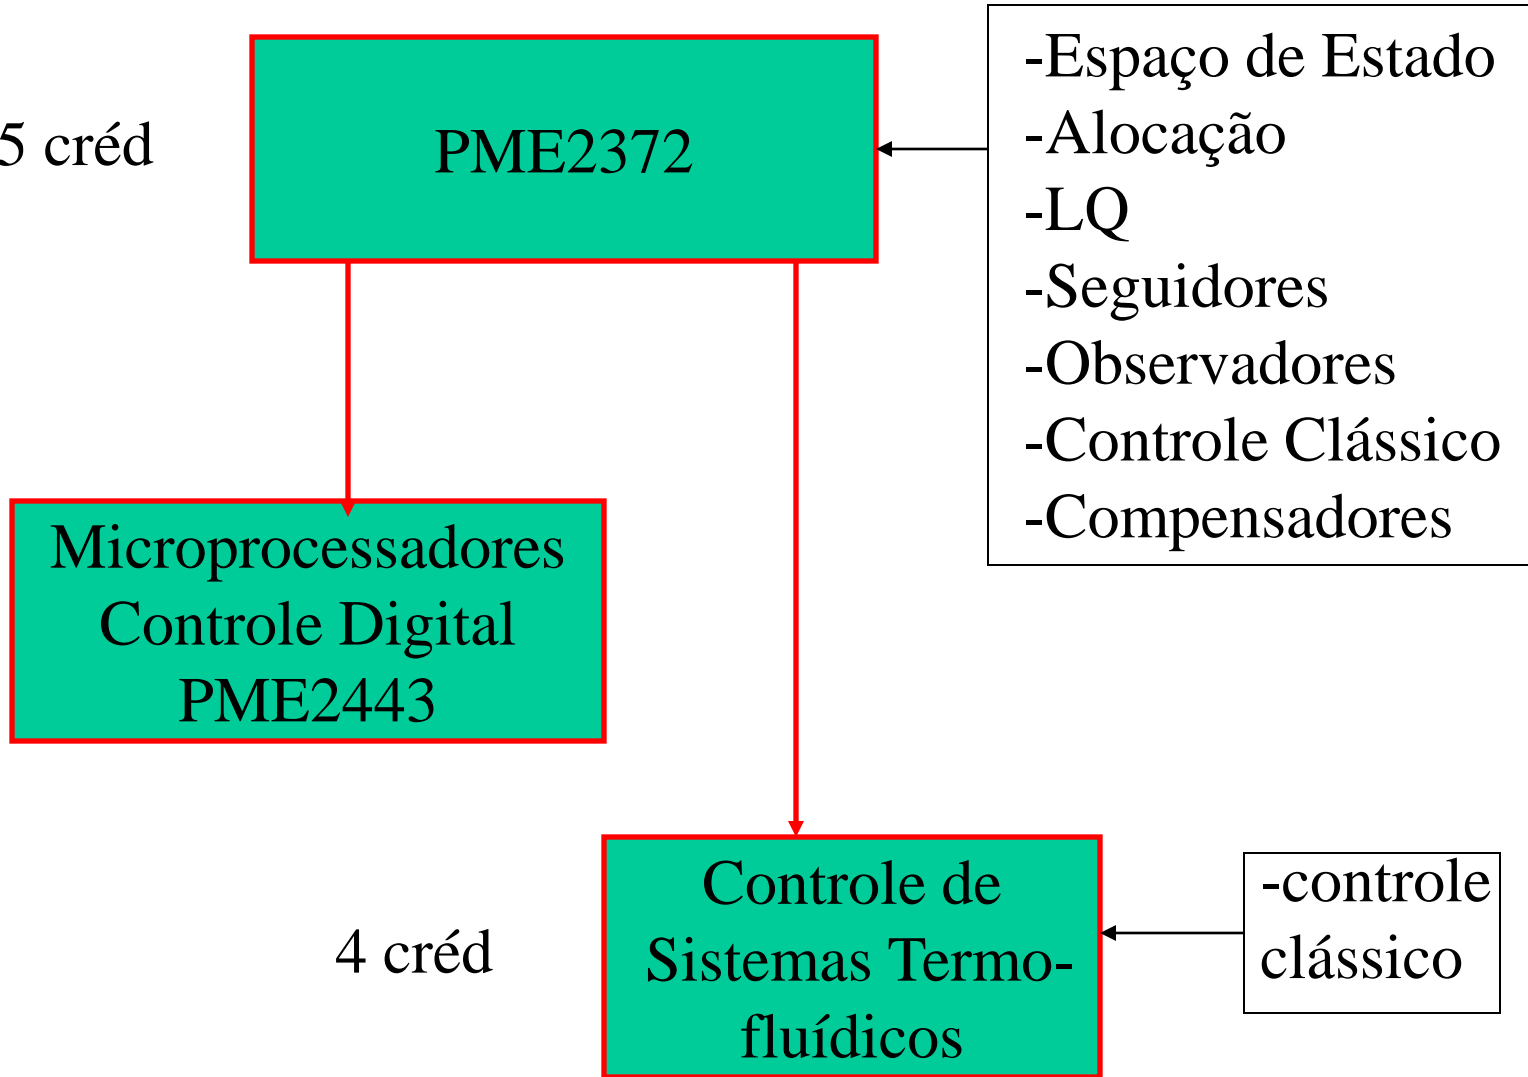 5 créd
PME2372
-Espaço de Estado
-Alocação
-LQ
-Seguidores
-Observadores
-Controle Clássico
-Compensadores
Microprocessadores
Controle Digital
PME2443
4 créd
Controle de
Sistemas Termo-
fluídicos
-controle
clássico